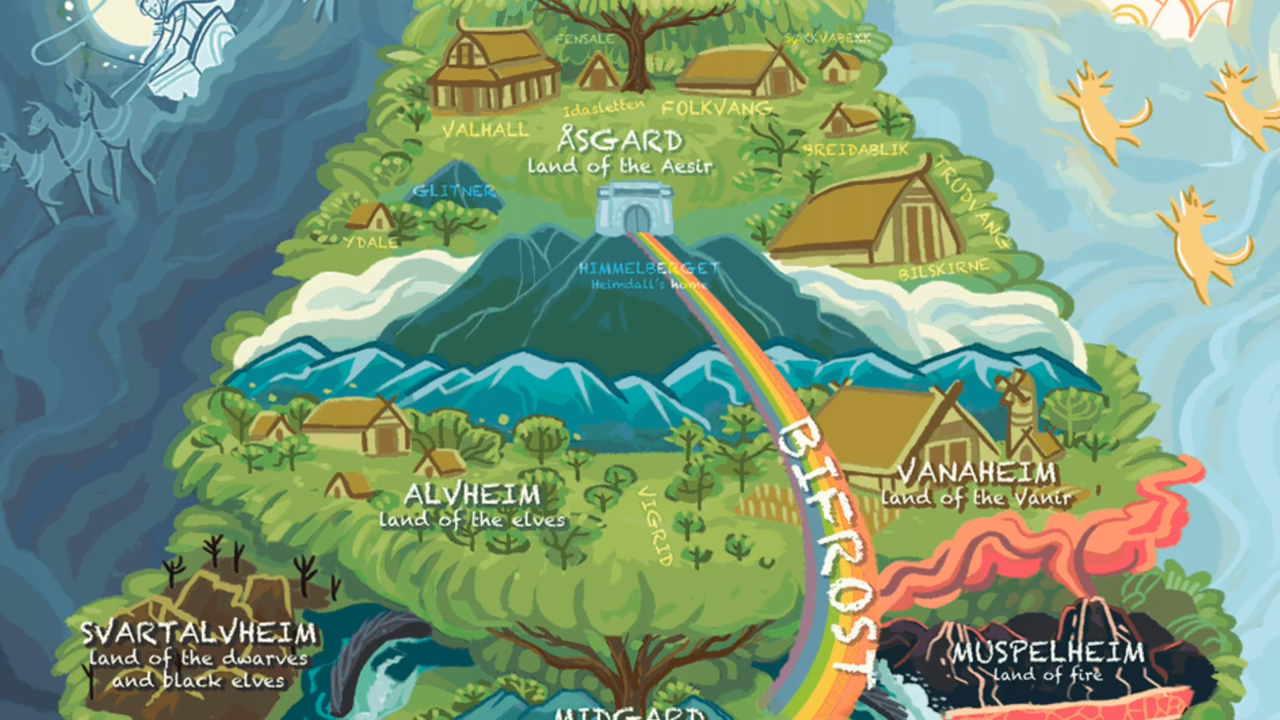 FENSALE
SØKKVABEKK
Idasletten
FOLKVANG
VALHALL
ÅSGARD
land of the Aesir
BREIDABLIK
GLITNER
TRUDVANG
YDALE
HIMMELBERGET
Heimdall's home
BILSKIRNE
BIFROST
VANAHEIM
land of the Vanir
ALVHEIM
land of the elves
VIGRID
SVARTALVHEIM
land of the dwarves
and black elves
MUSPELHEIM
land of fire
MIDGARD